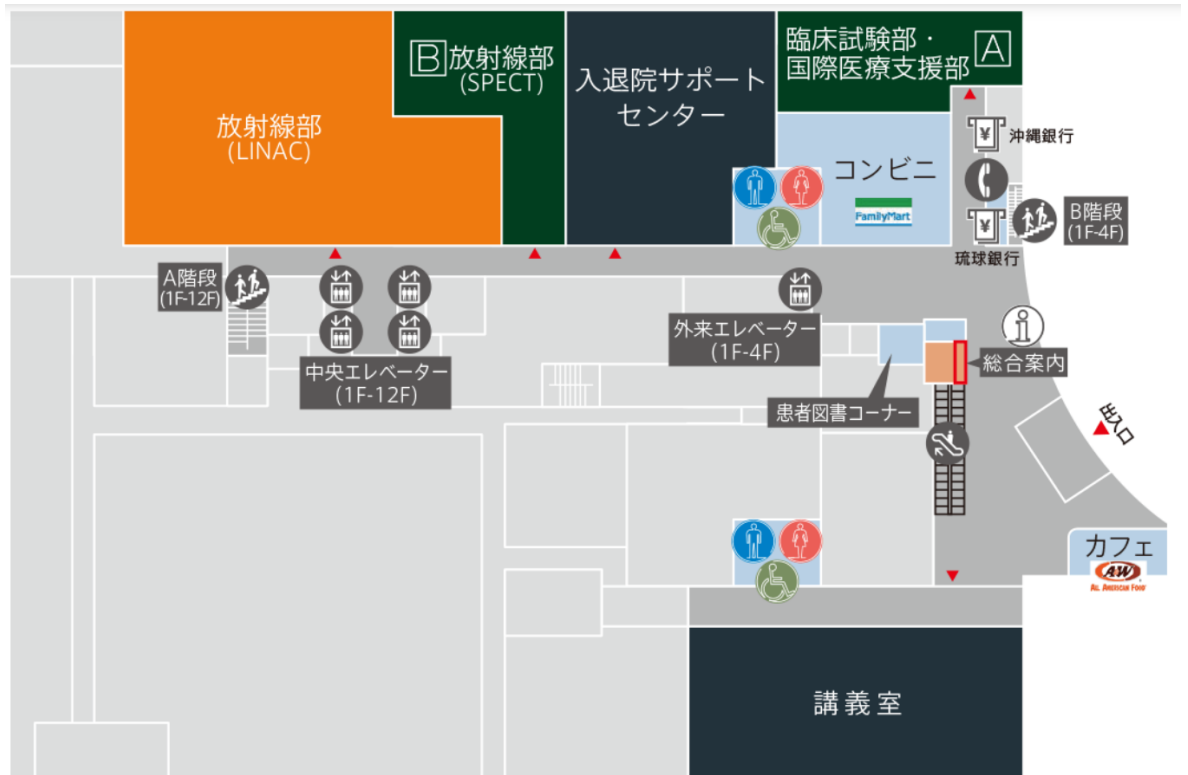 放射線部
(LINAC)
B 放射線部
(SPECT)
入退院サポート
センター
臨床試験部・
国際医療支援部 A
コンビニ
FamilyMart
¥ 沖縄銀行
¥
琉球銀行
B階段
(1F-4F)
A階段
(1F-12F)
中央エレベーター
(1F-12F)
外来エレベーター
(1F-4F)
患者図書コーナー
総合案内
出入口
カフェ
A&W
ALL AMERICAN FOOD
講義室